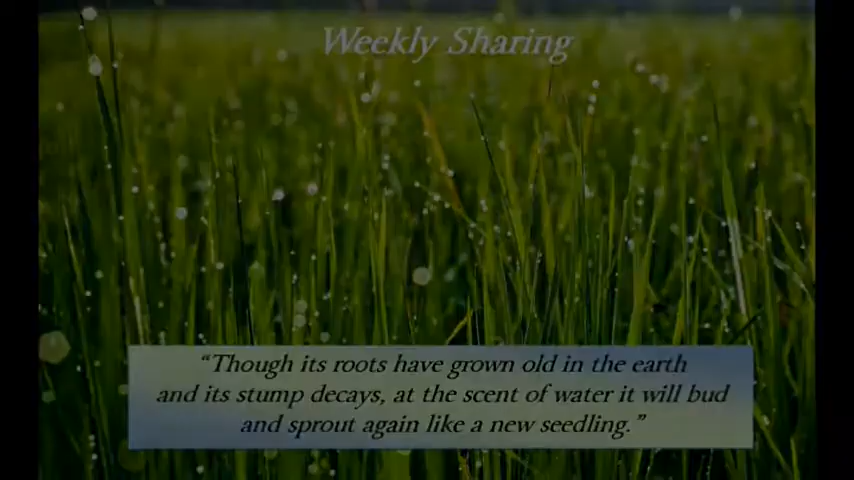 Weekly Sharing
“Though its roots have grown old in the earth
and its stump decays, at the scent of water it will bud
and sprout again like a new seedling.”